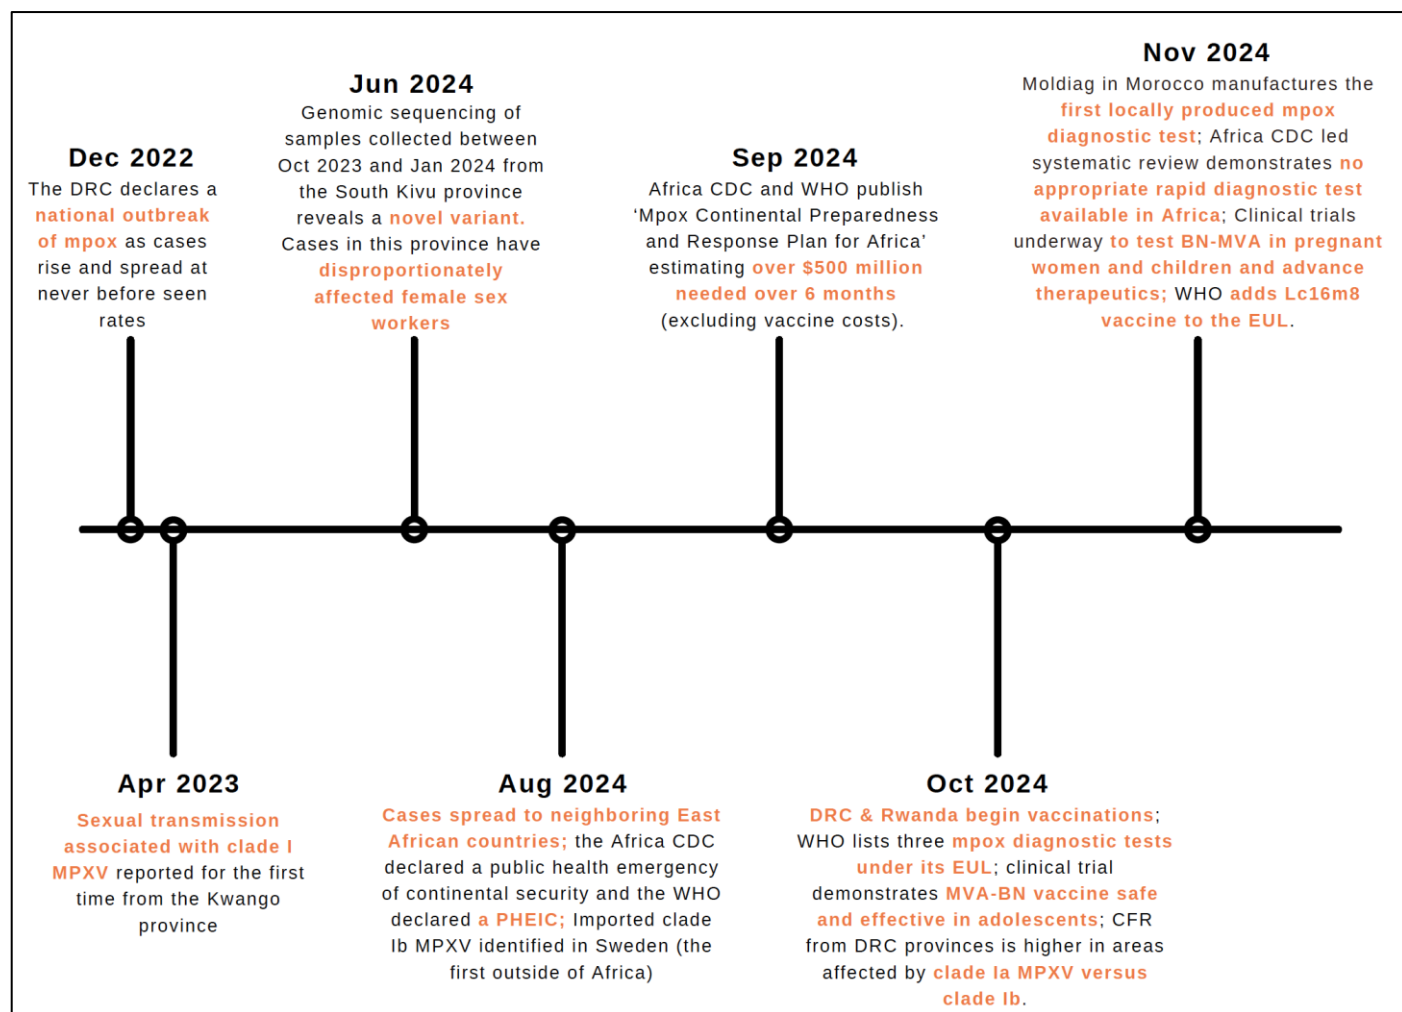 Dec 2022
The DRC declares a
national outbreak
of mpox as cases
rise and spread at
never before seen
rates
Apr 2023
Sexual transmission
associated with clade I
MPXV reported for the first
time from the Kwango
province
Jun 2024
Genomic sequencing of
samples collected between
Oct 2023 and Jan 2024 from
the South Kivu province
reveals a novel variant.
Cases in this province have
disproportionately
affected female sex
workers
Aug 2024
Cases spread to neighboring East
African countries; the Africa CDC
declared a public health emergency
of continental security and the WHO
declared a PHEIC; Imported clade
Ib MPXV identified in Sweden (the
first outside of Africa)
Sep 2024
Africa CDC and WHO publish
‘Mpox Continental Preparedness
and Response Plan for Africa’
estimating over $500 million
needed over 6 months
(excluding vaccine costs).
Oct 2024
DRC & Rwanda begin vaccinations;
WHO lists three mpox diagnostic tests
under its EUL; clinical trial
demonstrates MVA-BN vaccine safe
and effective in adolescents; CFR
from DRC provinces is higher in areas
affected by clade Ia MPXV versus
clade Ib.
Nov 2024
Moldiag in Morocco manufactures the
first locally produced mpox
diagnostic test; Africa CDC led
systematic review demonstrates no
appropriate rapid diagnostic test
available in Africa; Clinical trials
underway to test BN-MVA in pregnant
women and children and advance
therapeutics; WHO adds Lc16m8
vaccine to the EUL.